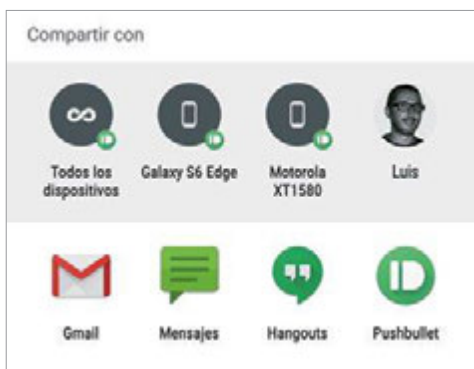 Compartir con
Todos los
dispositivos
Galaxy S6 Edge
Motorola
XT1580
Luis
Gmail
Mensajes
Hangouts
Pushbullet